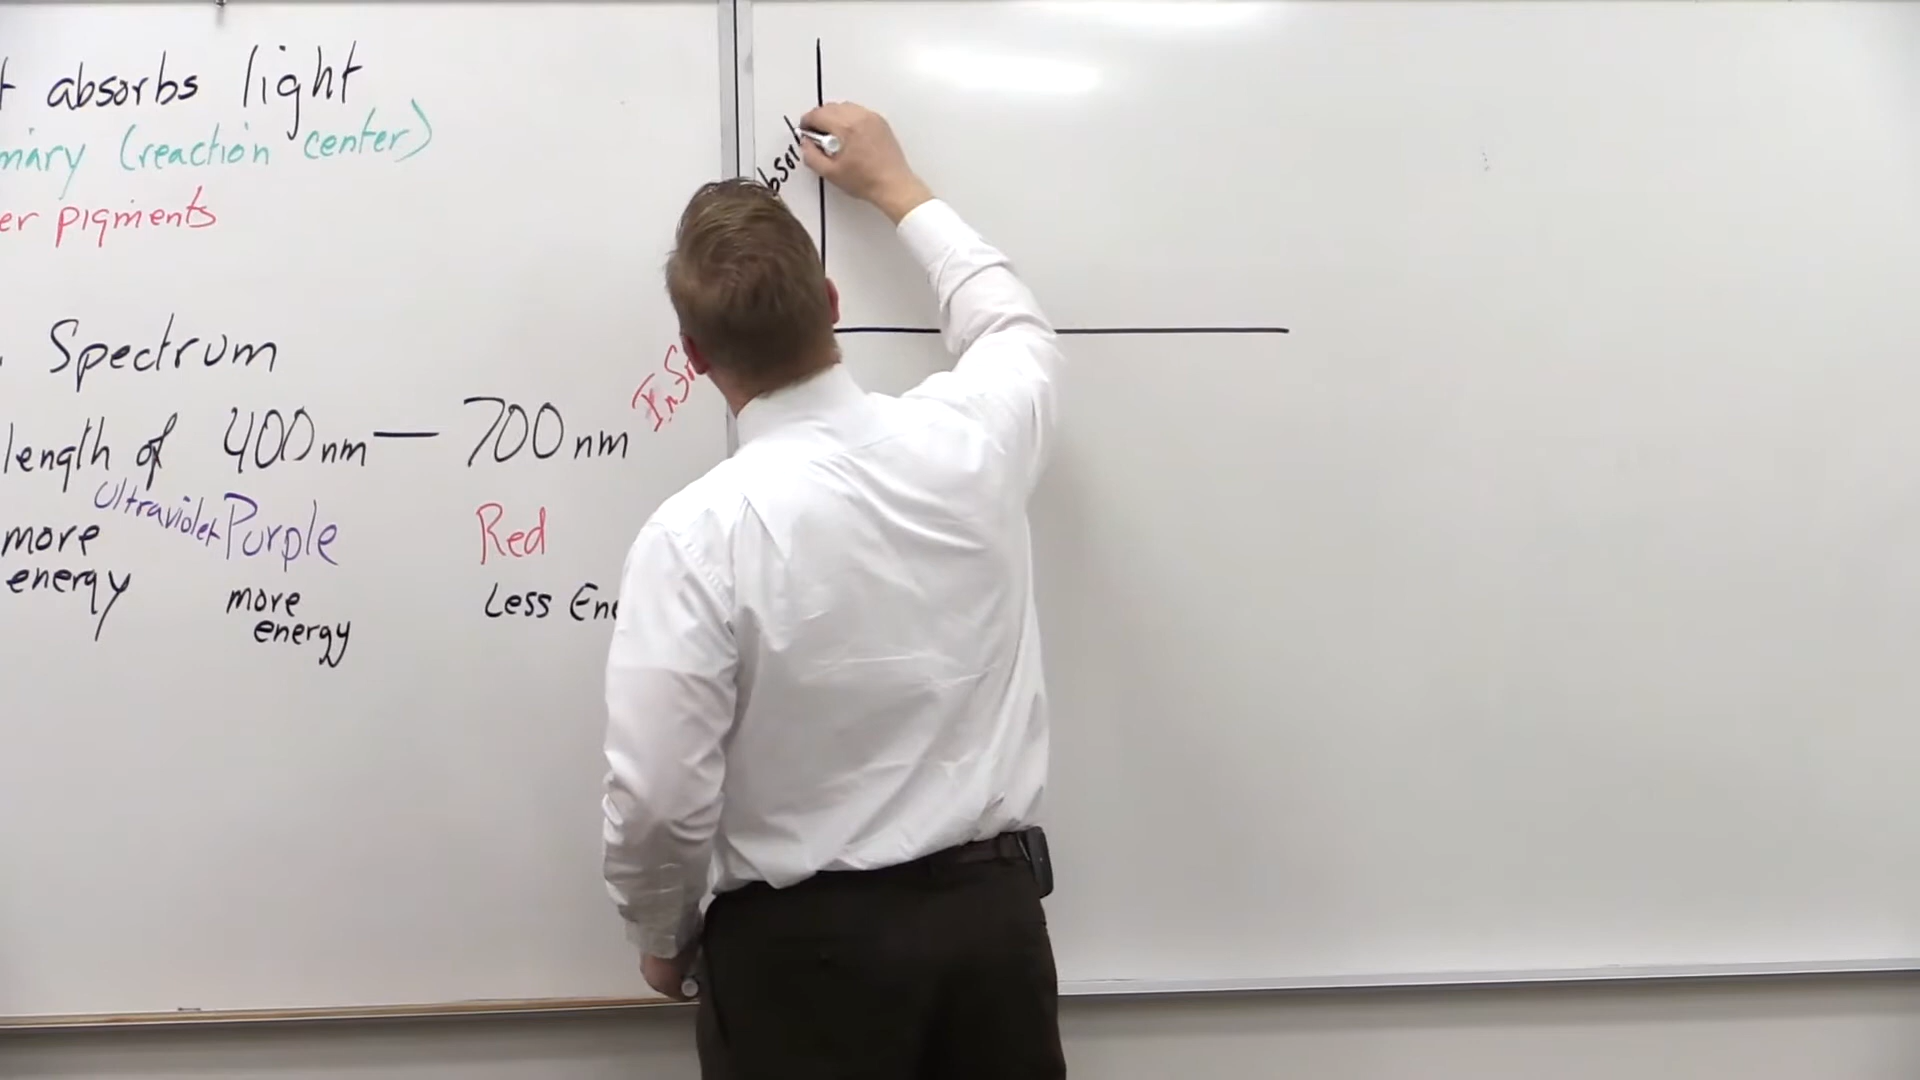 absorbs light
mary (reaction center)
er pigments
Spectrum
length of 400nm — 700nm
Ultraviolet Purple Red
more energy
more energy
Less